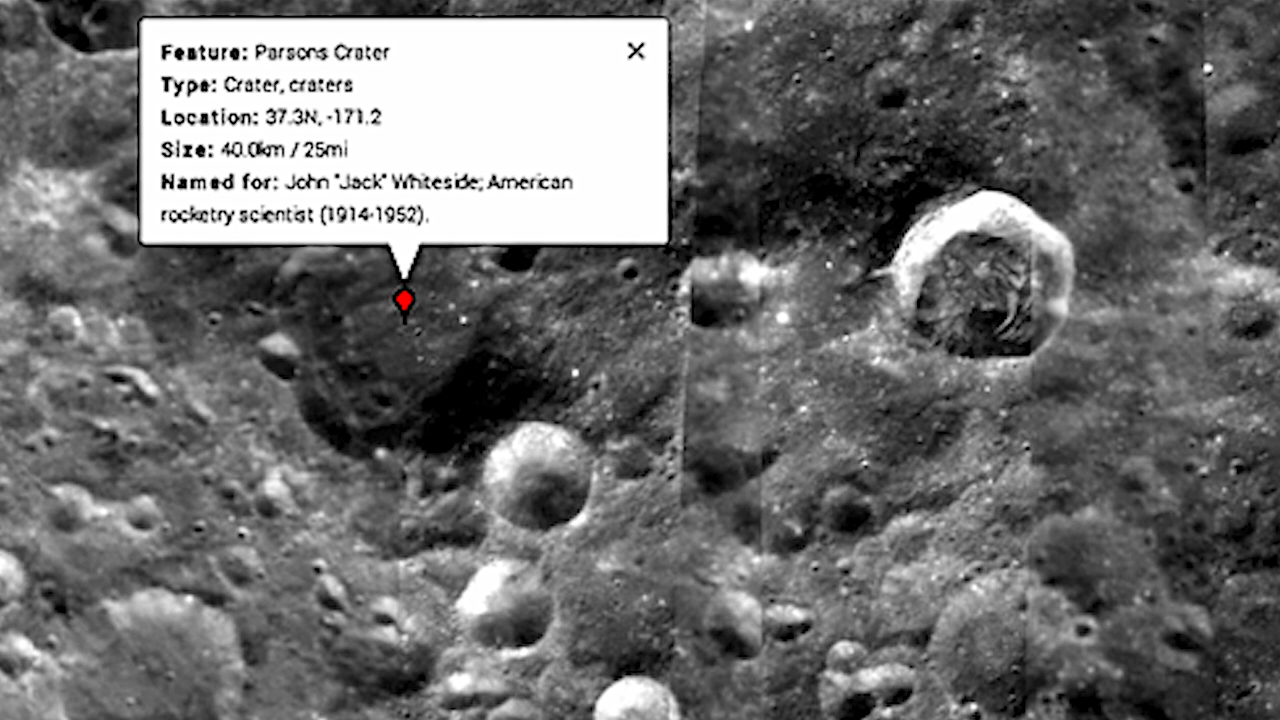 Feature: Parsons Crater
Type: Crater, craters
Location: 37.3N, -171.2
Size: 40.0km / 25mi
Named for: John "Jack" Whiteside; American
rocketry scientist (1914-1952).